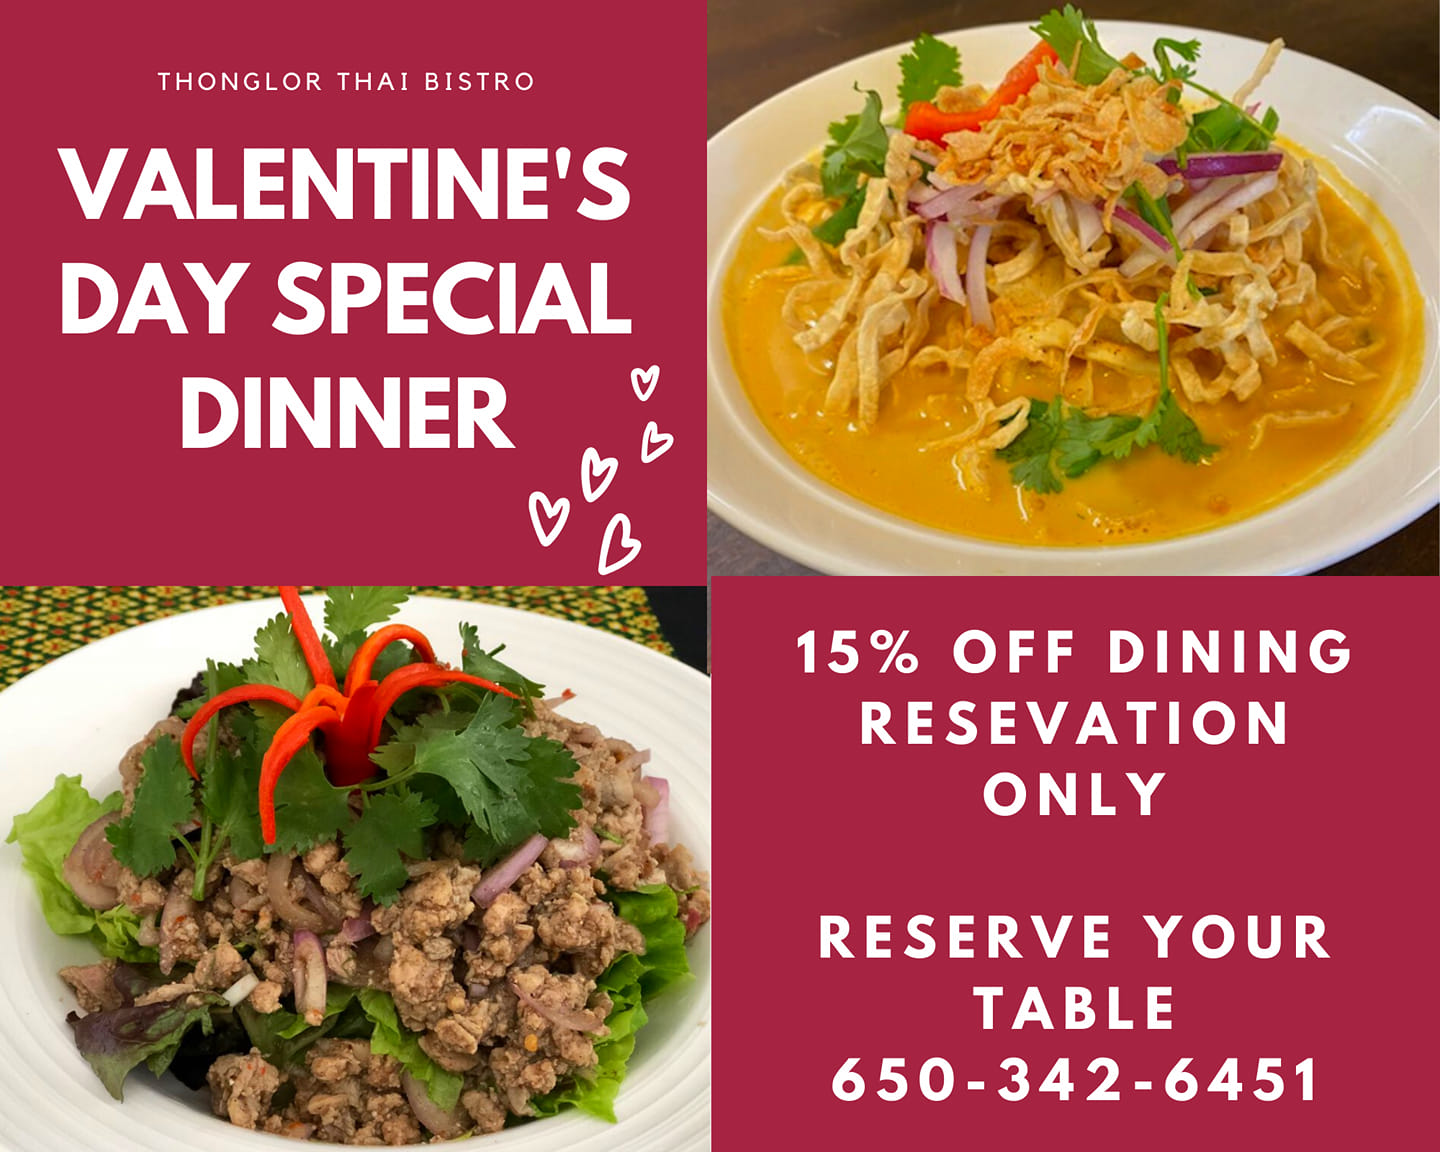 THONGLOR THAI BISTRO
VALENTINE'S
DAY SPECIAL
DINNER
15% OFF DINING
RESEVATION
ONLY
RESERVE YOUR
TABLE
650-342-6451